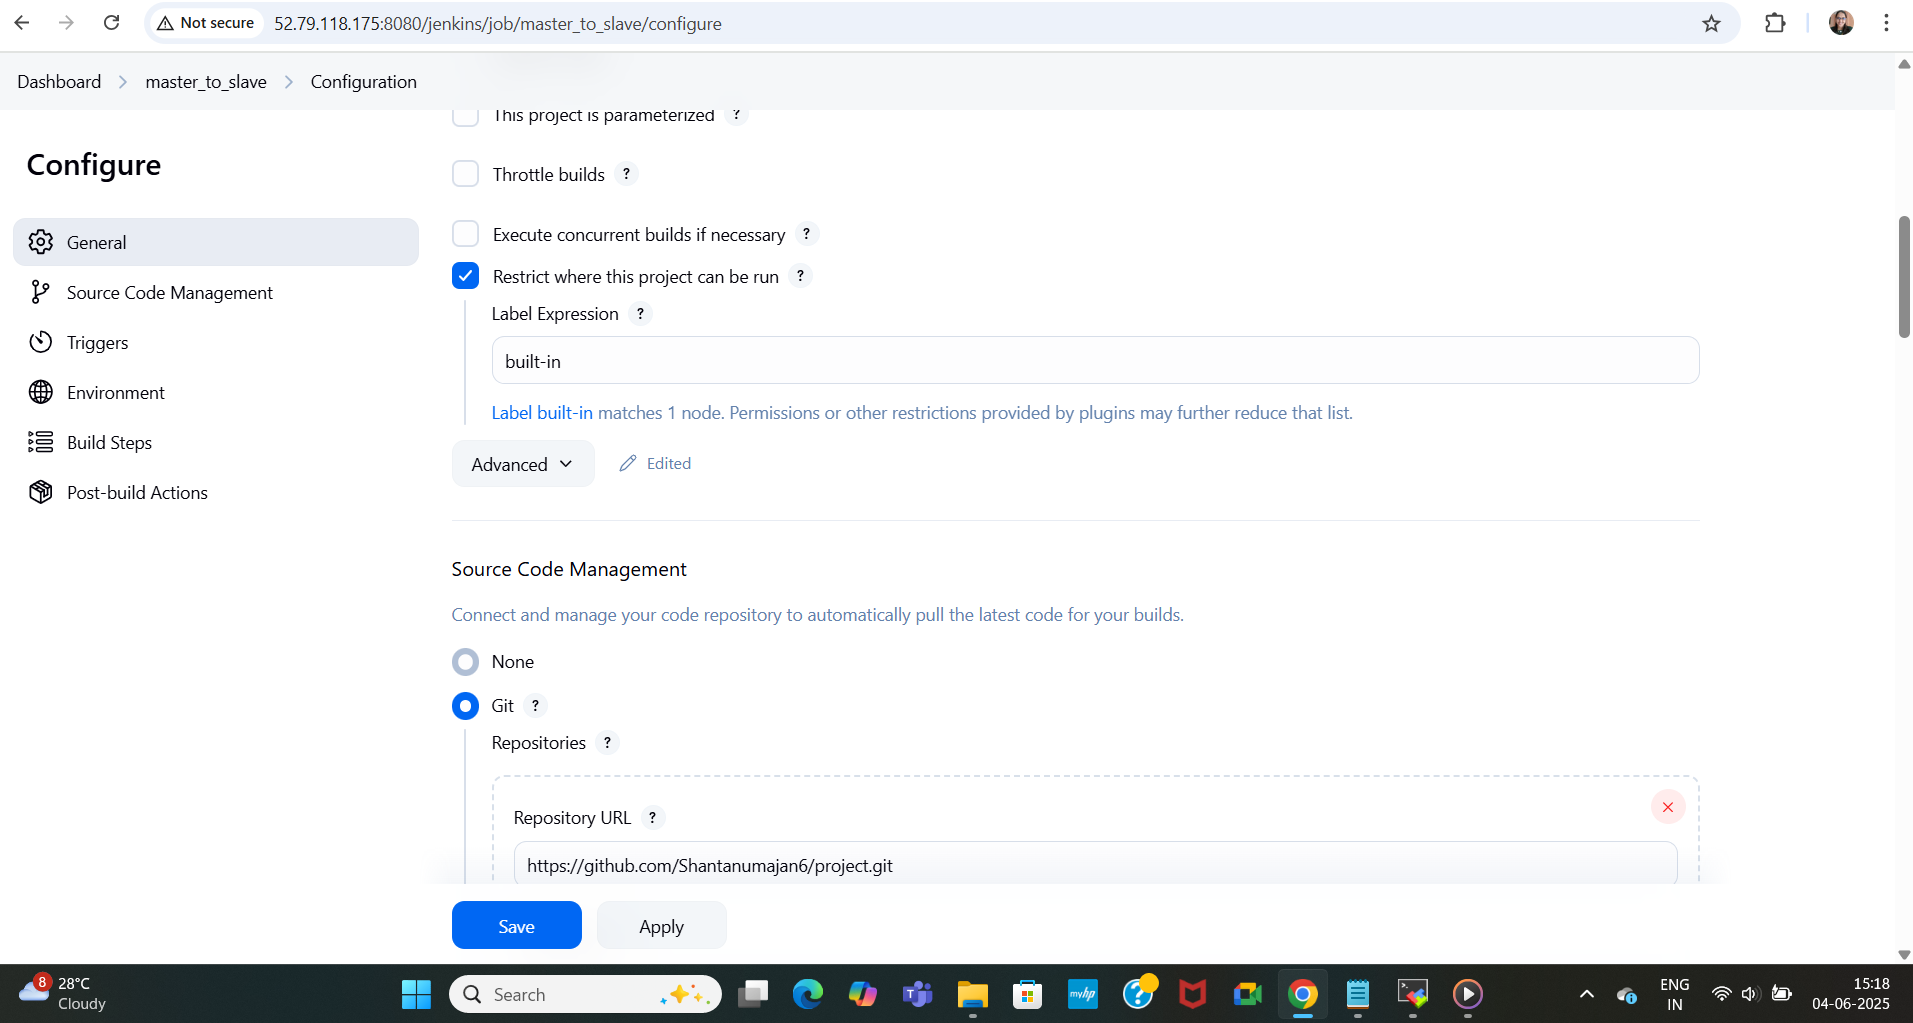 Not secure 52.79.118.175:8080/jenkins/job/master_to_slave/configure
Dashboard > master_to_slave > Configuration
Configure
General
Source Code Management
Triggers
Environment
Build Steps
Post-build Actions
This project is parameterized ?
Throttle builds ?
Execute concurrent builds if necessary ?
Restrict where this project can be run ?
Label Expression ?
built-in
Label built-in matches 1 node. Permissions or other restrictions provided by plugins may further reduce that list.
Advanced
Edited
Source Code Management
Connect and manage your code repository to automatically pull the latest code for your builds.
None
Git ?
Repositories ?
Repository URL ?
https://github.com/Shantanumajan6/project.git
Save
Apply
8
28°C
Cloudy
Search
T
myhp
?
ENG
IN
15:18
04-06-2025